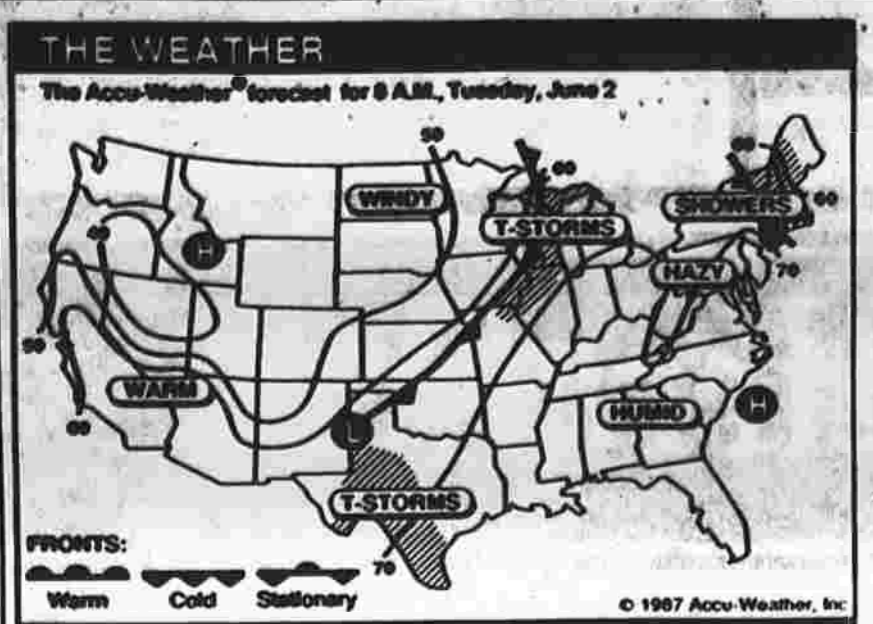 THE WEATHER
The Accu-Weather® forecast for 8 A.M., Tuesday, June 2
50
60
60
WINDY
T-STORMS
SHOWERS
60
40
H
HAZY
70
50
WARM
60
L
HUMID
H
T-STORMS
70
FRONTS:
Warm Cold Stationary
© 1987 Accu-Weather, Inc